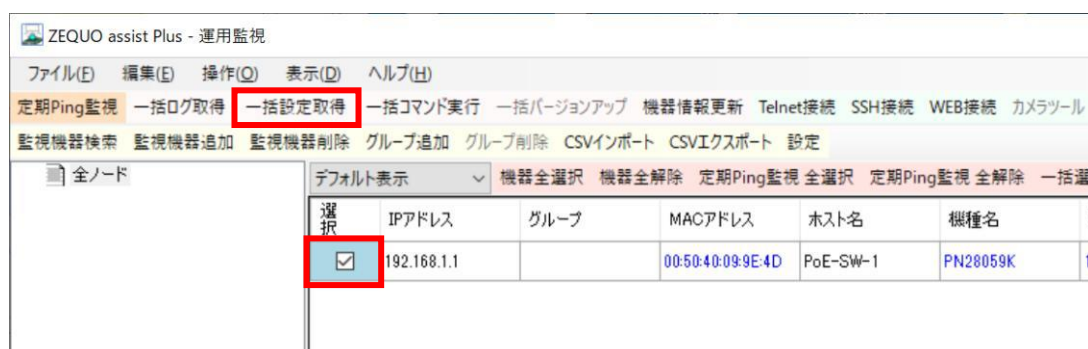 ZEQUO assist Plus - 運用監視
ファイル(F) 編集(E) 操作(O) 表示(D) ヘルプ(H)
定期Ping監視 一括ログ取得 一括設定取得 一括コマンド実行 一括バージョンアップ 機器情報更新 Telnet接続 SSH接続 WEB接続 カメラツール
監視機器検索 監視機器追加 監視機器削除 グループ追加 グループ削除 CSVインポート CSVエクスポート 設定
全ノード
デフォルト表示 機器全選択 機器全解除 定期Ping監視 全選択 定期Ping監視 全解除 一括選
選択 IPアドレス グループ MACアドレス ホスト名 機種名
192.168.1.1 00:50:40:09:9E:4D PoE-SW-1 PN28059K